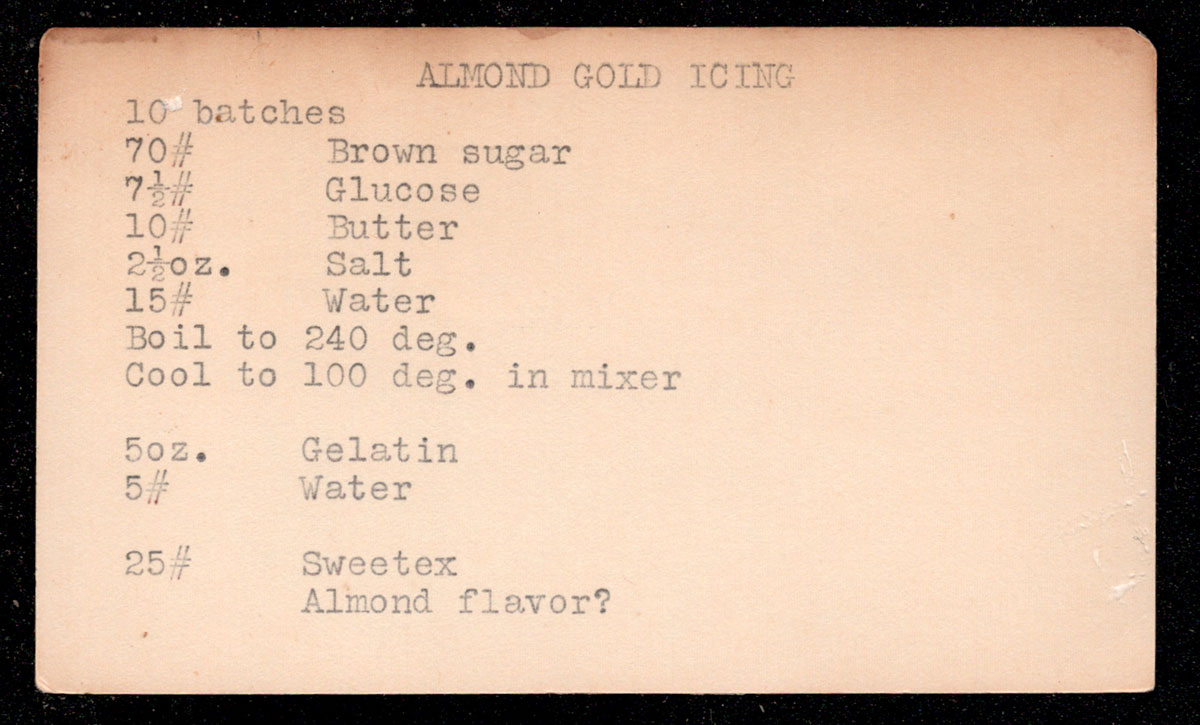 ALMOND GOLD ICING
10 batches
70# Brown sugar
7½# Glucose
10# Butter
2½oz. Salt
15# Water
Boil to 240 deg.
Cool to 100 deg. in mixer
5oz. Gelatin
5# Water
25# Sweetex
Almond flavor?